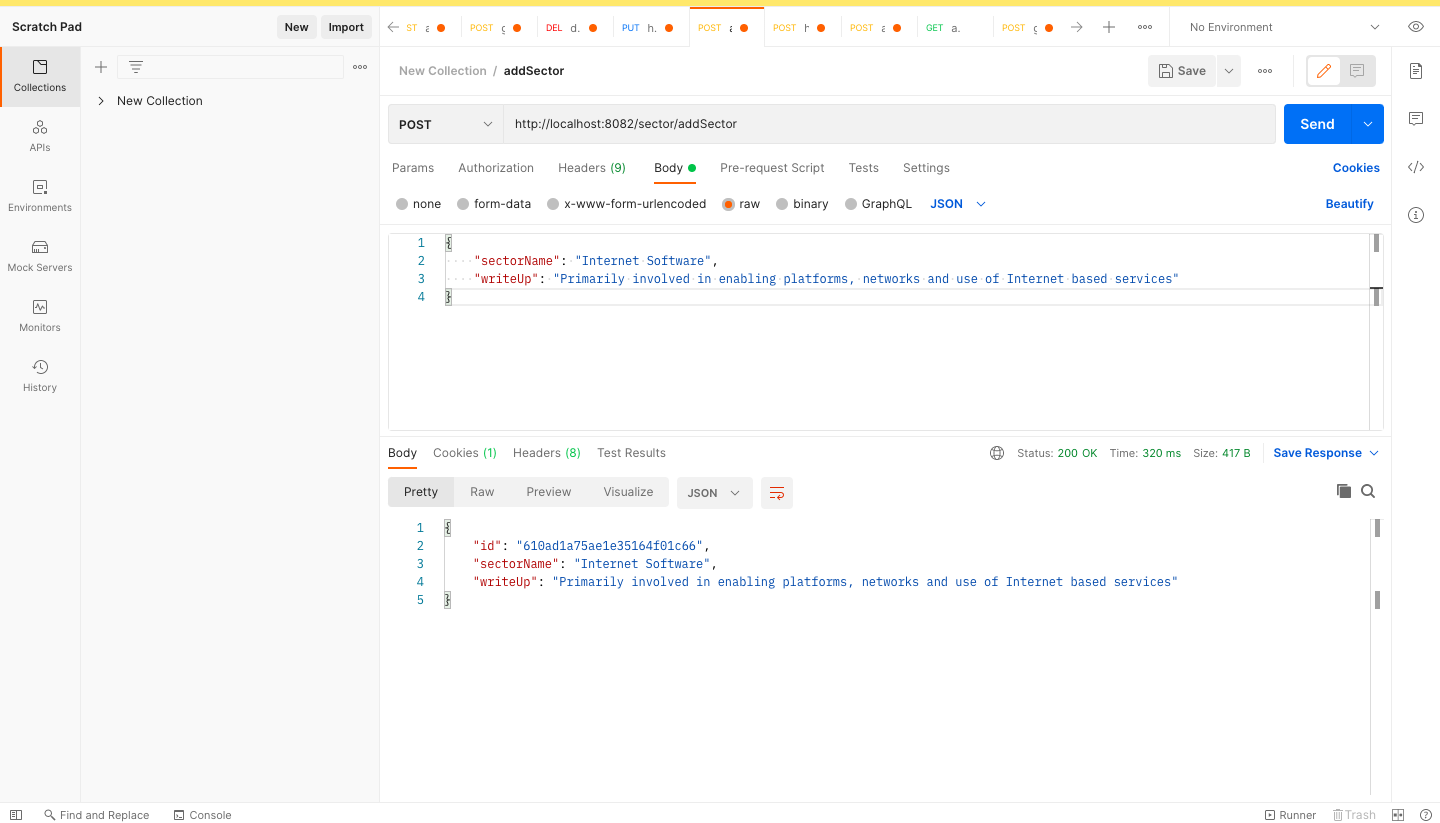 Scratch Pad New Import
ST a POST g DEL d. PUT h. POST a POST h POST a GET a. POST g No Environment
Collections
APIs
Environments
Mock Servers
Monitors
History
New Collection
New Collection / addSector Save
POST http://localhost:8082/sector/addSector Send
Params Authorization Headers (9) Body Pre-request Script Tests Settings Cookies
none form-data x-www-form-urlencoded raw binary GraphQL JSON Beautify
1 {
2 "sectorName": "Internet Software",
3 "writeUp": "Primarily involved in enabling platforms, networks and use of Internet based services"
4 }
Body Cookies (1) Headers (8) Test Results Status: 200 OK Time: 320 ms Size: 417 B Save Response
Pretty Raw Preview Visualize JSON
1 {
2 "id": "610ad1a75ae1e35164f01c66",
3 "sectorName": "Internet Software",
4 "writeUp": "Primarily involved in enabling platforms, networks and use of Internet based services"
5 }
Find and Replace Console Runner Trash